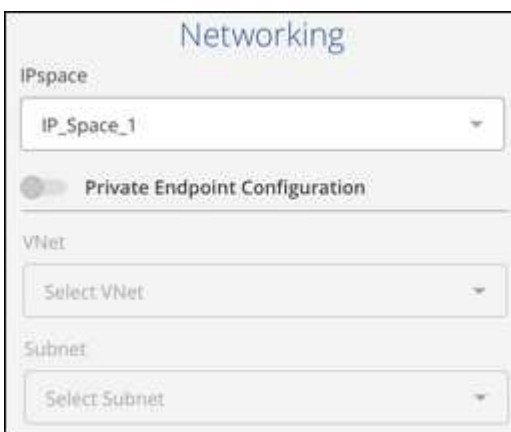 Networking
IPspace
IP_Space_1
Private Endpoint Configuration
VNet
Select VNet
Subnet
Select Subnet